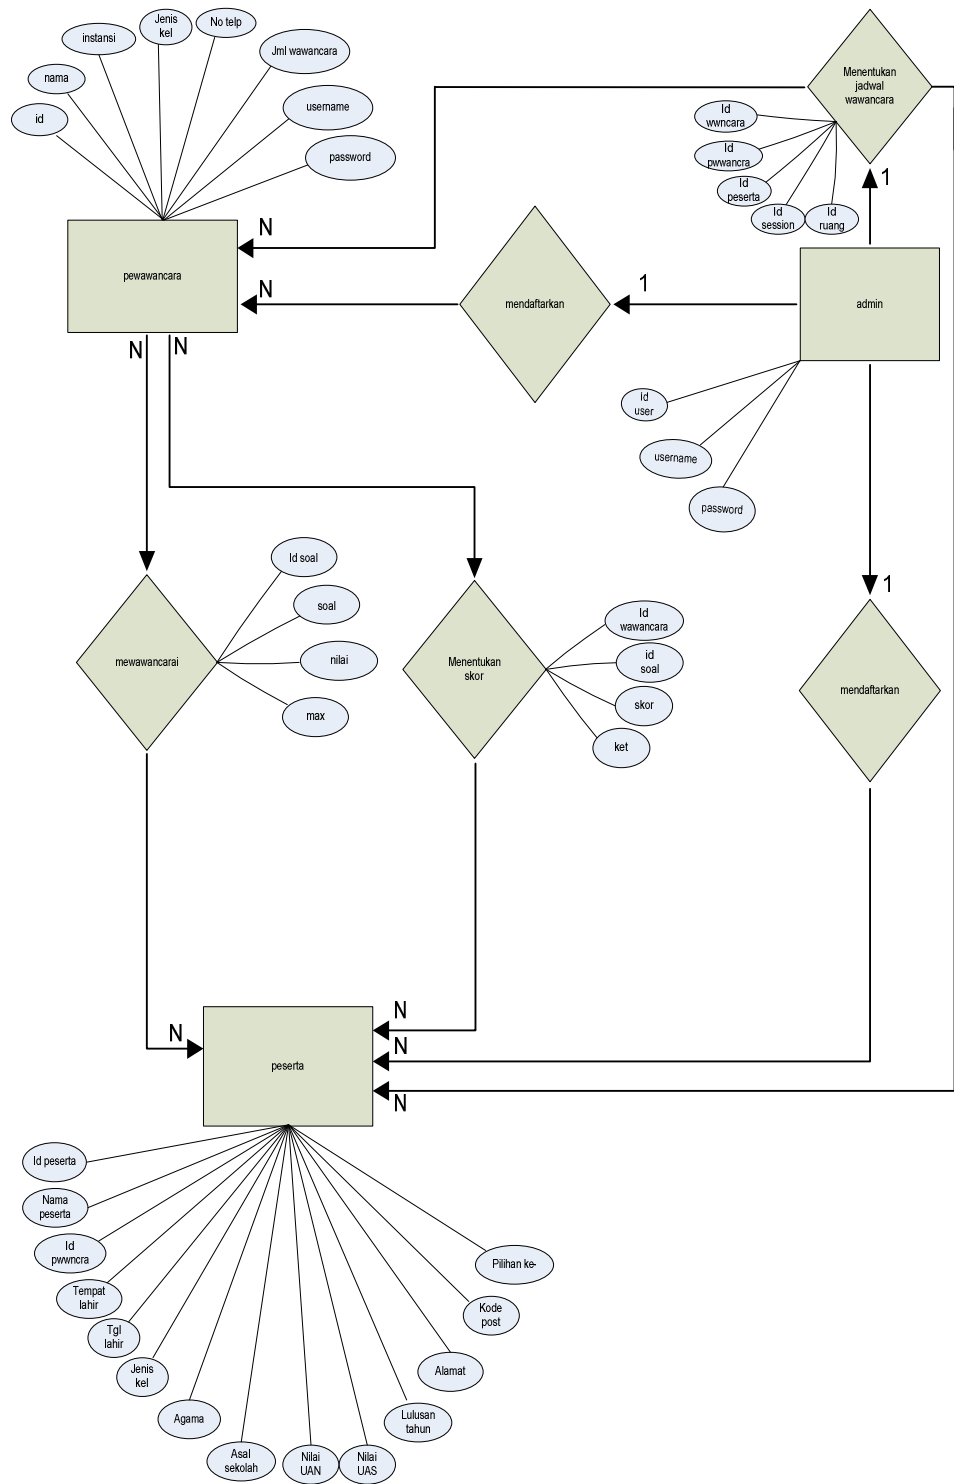 Jenis
kel
No telp
instansi
Jml wawancara
nama
username
id
password
Menentukan
jadwal
wawancara
Id
wwncara
Id
pwwancra
Id
peserta
Id
session
Id
ruang
1
N
pewawancara
N
mendaftarkan
1
admin
N
N
id
user
username
password
Id soal
soal
nilai
max
mewawancarai
Menentukan
skor
Id
wawancara
id
soal
skor
ket
1
mendaftarkan
N
N
N
N
peserta
Id peserta
Nama
peserta
Id
pwwncra
Tempat
lahir
Tgl
lahir
Jenis
kel
Agama
Asal
sekolah
Nilai
UAN
Nilai
UAS
Lulusan
tahun
Alamat
Kode
post
Pilihan ke-